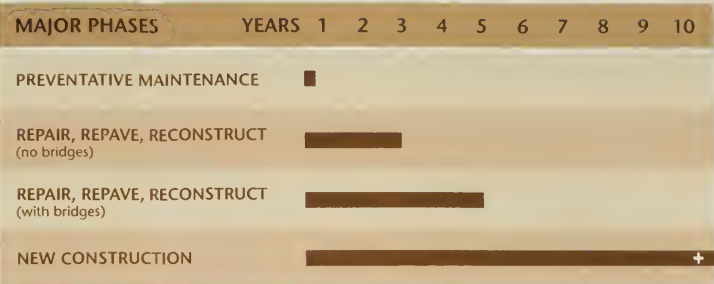 MAJOR PHASES YEARS 1 2 3 4 5 6 7 8 9 10
PREVENTATIVE MAINTENANCE
REPAIR, REPAVE, RECONSTRUCT
(no bridges)
REPAIR, REPAVE, RECONSTRUCT
(with bridges)
NEW CONSTRUCTION +